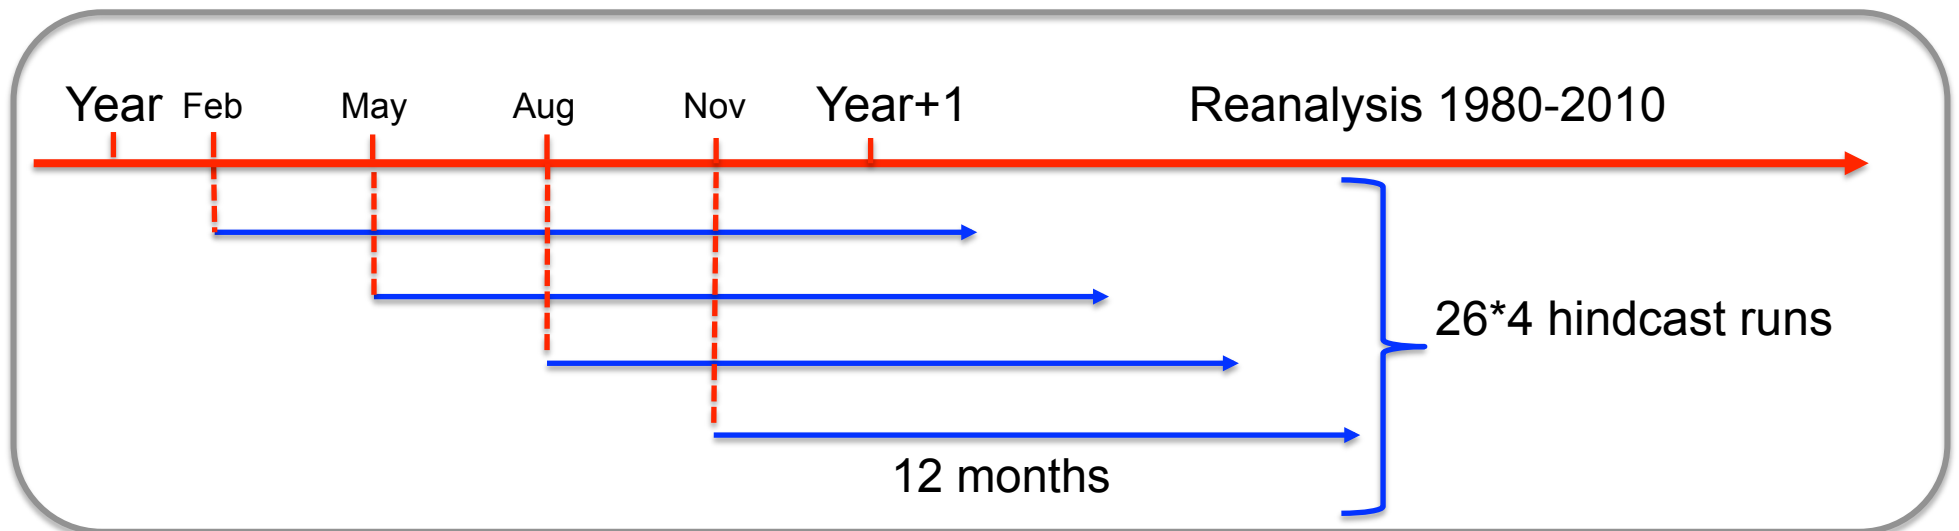 Year Feb May Aug Nov Year+1 Reanalysis 1980-2010
26*4 hindcast runs
12 months